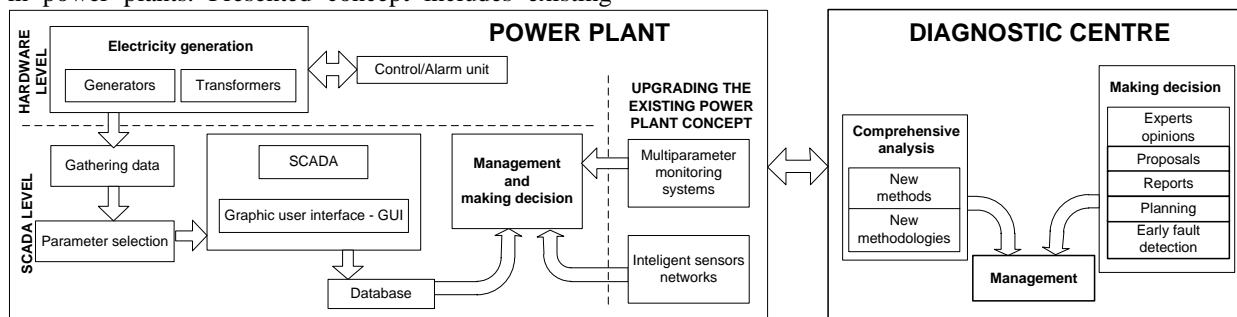 in power plants. Presented concept includes existing
POWER PLANT
HARDWARE
LEVEL
Electricity generation
Generators
Transformers
Control/Alarm unit
SCADA LEVEL
Gathering data
Parameter selection
SCADA
Graphic user interface - GUI
Database
Management
and
making decision
UPGRADING THE
EXISTING POWER
PLANT CONCEPT
Multiparameter
monitoring
systems
Inteligent sensors
networks
DIAGNOSTIC CENTRE
Comprehensive
analysis
New
methods
New
methodologies
Management
Making decision
Experts
opinions
Proposals
Reports
Planning
Early fault
detection